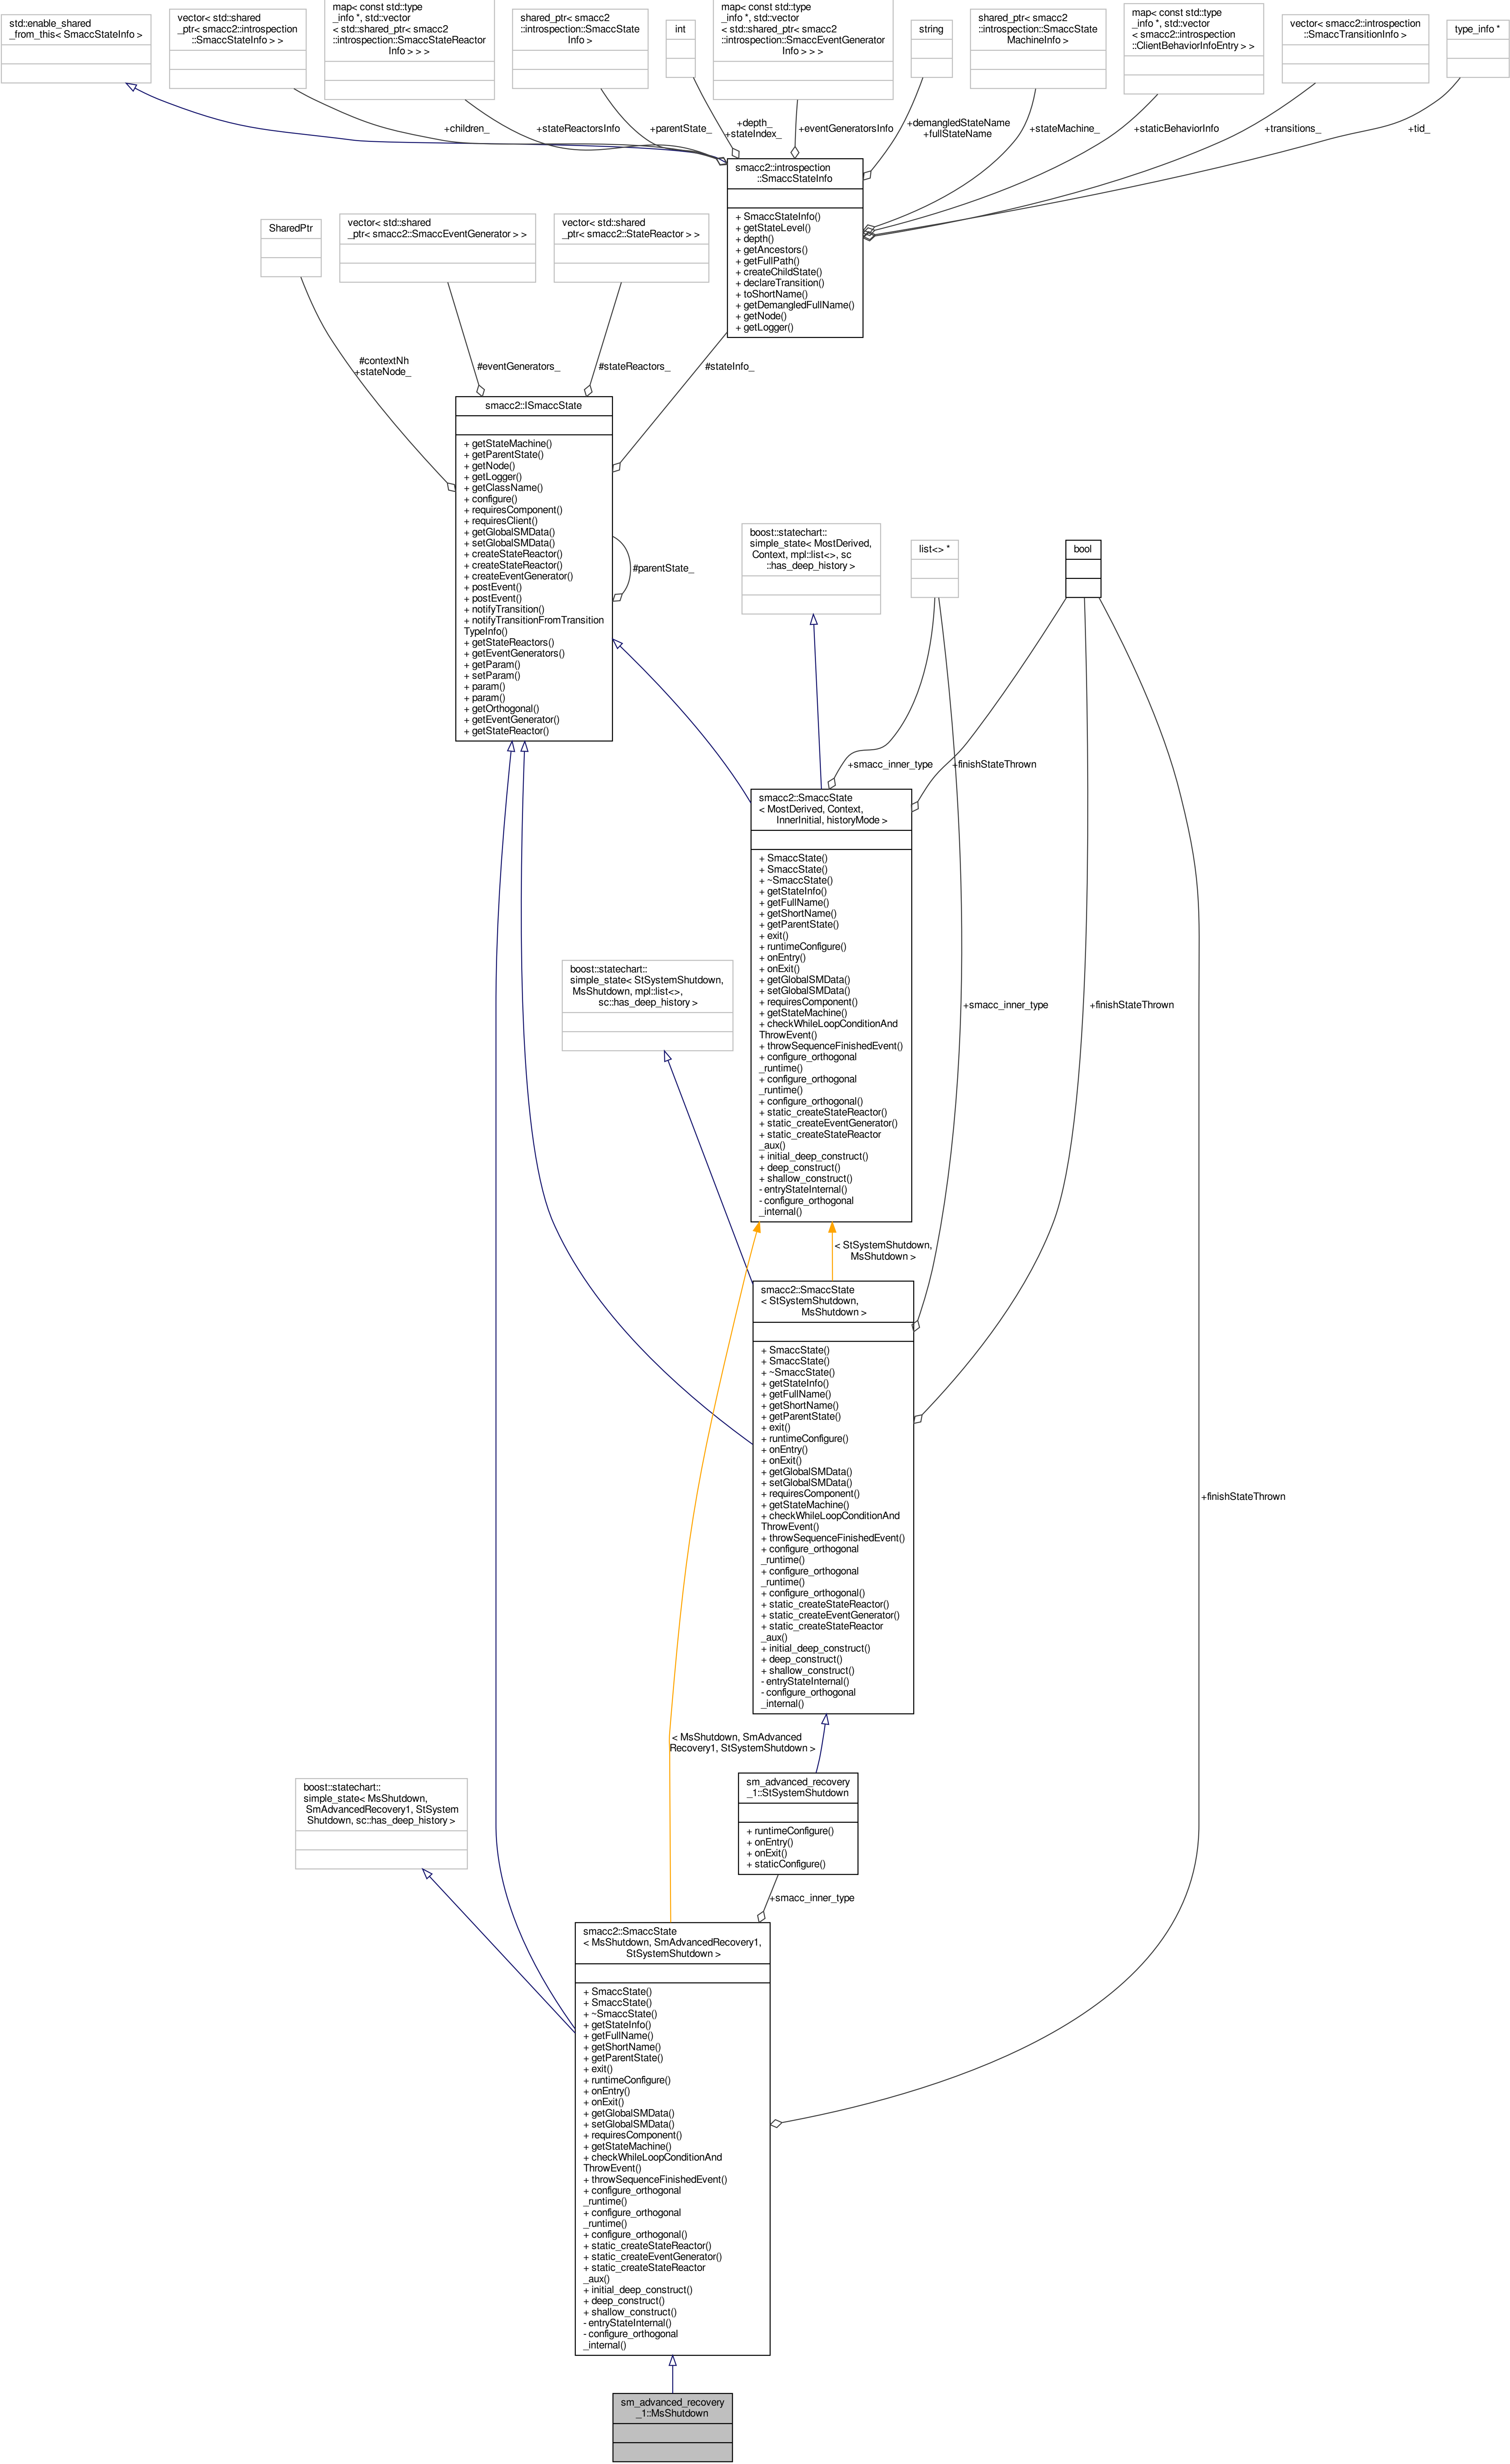 std::enable_shared
_from_this< SmaccStateInfo >
vector< std::shared
_ptr< smacc2::introspection
::SmaccStateInfo > >
map< const std::type
_info *, std::vector
< std::shared_ptr< smacc2
::introspection::SmaccStateReactor
Info > > >
shared_ptr< smacc2
::introspection::SmaccState
Info >
int
map< const std::type
_info *, std::vector
< std::shared_ptr< smacc2
::introspection::SmaccEventGenerator
Info > > >
string
shared_ptr< smacc2
::introspection::SmaccState
MachineInfo >
map< const std::type
_info *, std::vector
< smacc2::introspection
::ClientBehaviorInfoEntry > >
vector< smacc2::introspection
::SmaccTransitionInfo >
type_info *
+children_
+stateReactorsInfo
+parentState_
+depth_
+stateIndex_
+eventGeneratorsInfo
+demangledStateName
+fullStateName
+stateMachine_
+staticBehaviorInfo
+transitions_
+tid_
smacc2::introspection
::SmaccStateInfo
+ SmaccStateInfo()
+ getStateLevel()
+ depth()
+ getAncestors()
+ getFullPath()
+ createChildState()
+ declareTransition()
+ toShortName()
+ getDemangledFullName()
+ getNode()
+ getLogger()
SharedPtr
vector< std::shared
_ptr< smacc2::SmaccEventGenerator > >
vector< std::shared
_ptr< smacc2::StateReactor > >
#contextNh
+stateNode_
#eventGenerators_
#stateReactors_
#stateInfo_
smacc2::ISmaccState
+ getStateMachine()
+ getParentState()
+ getNode()
+ getLogger()
+ getClassName()
+ configure()
+ requiresComponent()
+ requiresClient()
+ getGlobalSMData()
+ setGlobalSMData()
+ createStateReactor()
+ createStateReactor()
+ createEventGenerator()
+ postEvent()
+ postEvent()
+ notifyTransition()
+ notifyTransitionFromTransition
TypeInfo()
+ getStateReactors()
+ getEventGenerators()
+ getParam()
+ setParam()
+ param()
+ param()
+ getOrthogonal()
+ getEventGenerator()
+ getStateReactor()
#parentState_
boost::statechart::
simple_state< MostDerived,
Context, mpl::list<>, sc
::has_deep_history >
list<> *
bool
+smacc_inner_type
+finishStateThrown
smacc2::SmaccState
< MostDerived, Context,
InnerInitial, historyMode >
+ SmaccState()
+ SmaccState()
+ ~SmaccState()
+ getStateInfo()
+ getFullName()
+ getShortName()
+ getParentState()
+ exit()
+ runtimeConfigure()
+ onEntry()
+ onExit()
+ getGlobalSMData()
+ setGlobalSMData()
+ requiresComponent()
+ getStateMachine()
+ checkWhileLoopConditionAnd
ThrowEvent()
+ throwSequenceFinishedEvent()
+ configure_orthogonal
_runtime()
+ configure_orthogonal
_runtime()
+ configure_orthogonal()
+ static_createStateReactor()
+ static_createEventGenerator()
+ static_createStateReactor
_aux()
+ initial_deep_construct()
+ deep_construct()
+ shallow_construct()
- entryStateInternal()
- configure_orthogonal
_internal()
boost::statechart::
simple_state< StSystemShutdown,
MsShutdown, mpl::list<>,
sc::has_deep_history >
+smacc_inner_type
+finishStateThrown
< StSystemShutdown,
MsShutdown >
smacc2::SmaccState
< StSystemShutdown,
MsShutdown >
+ SmaccState()
+ SmaccState()
+ ~SmaccState()
+ getStateInfo()
+ getFullName()
+ getShortName()
+ getParentState()
+ exit()
+ runtimeConfigure()
+ onEntry()
+ onExit()
+ getGlobalSMData()
+ setGlobalSMData()
+ requiresComponent()
+ getStateMachine()
+ checkWhileLoopConditionAnd
ThrowEvent()
+ throwSequenceFinishedEvent()
+ configure_orthogonal
_runtime()
+ configure_orthogonal
_runtime()
+ configure_orthogonal()
+ static_createStateReactor()
+ static_createEventGenerator()
+ static_createStateReactor
_aux()
+ initial_deep_construct()
+ deep_construct()
+ shallow_construct()
- entryStateInternal()
- configure_orthogonal
_internal()
+finishStateThrown
< MsShutdown, SmAdvanced
Recovery1, StSystemShutdown >
boost::statechart::
simple_state< MsShutdown,
SmAdvancedRecovery1, StSystem
Shutdown, sc::has_deep_history >
sm_advanced_recovery
_1::StSystemShutdown
+ runtimeConfigure()
+ onEntry()
+ onExit()
+ staticConfigure()
+smacc_inner_type
smacc2::SmaccState
< MsShutdown, SmAdvancedRecovery1,
StSystemShutdown >
+ SmaccState()
+ SmaccState()
+ ~SmaccState()
+ getStateInfo()
+ getFullName()
+ getShortName()
+ getParentState()
+ exit()
+ runtimeConfigure()
+ onEntry()
+ onExit()
+ getGlobalSMData()
+ setGlobalSMData()
+ requiresComponent()
+ getStateMachine()
+ checkWhileLoopConditionAnd
ThrowEvent()
+ throwSequenceFinishedEvent()
+ configure_orthogonal
_runtime()
+ configure_orthogonal
_runtime()
+ configure_orthogonal()
+ static_createStateReactor()
+ static_createEventGenerator()
+ static_createStateReactor
_aux()
+ initial_deep_construct()
+ deep_construct()
+ shallow_construct()
- entryStateInternal()
- configure_orthogonal
_internal()
sm_advanced_recovery
_1::MsShutdown